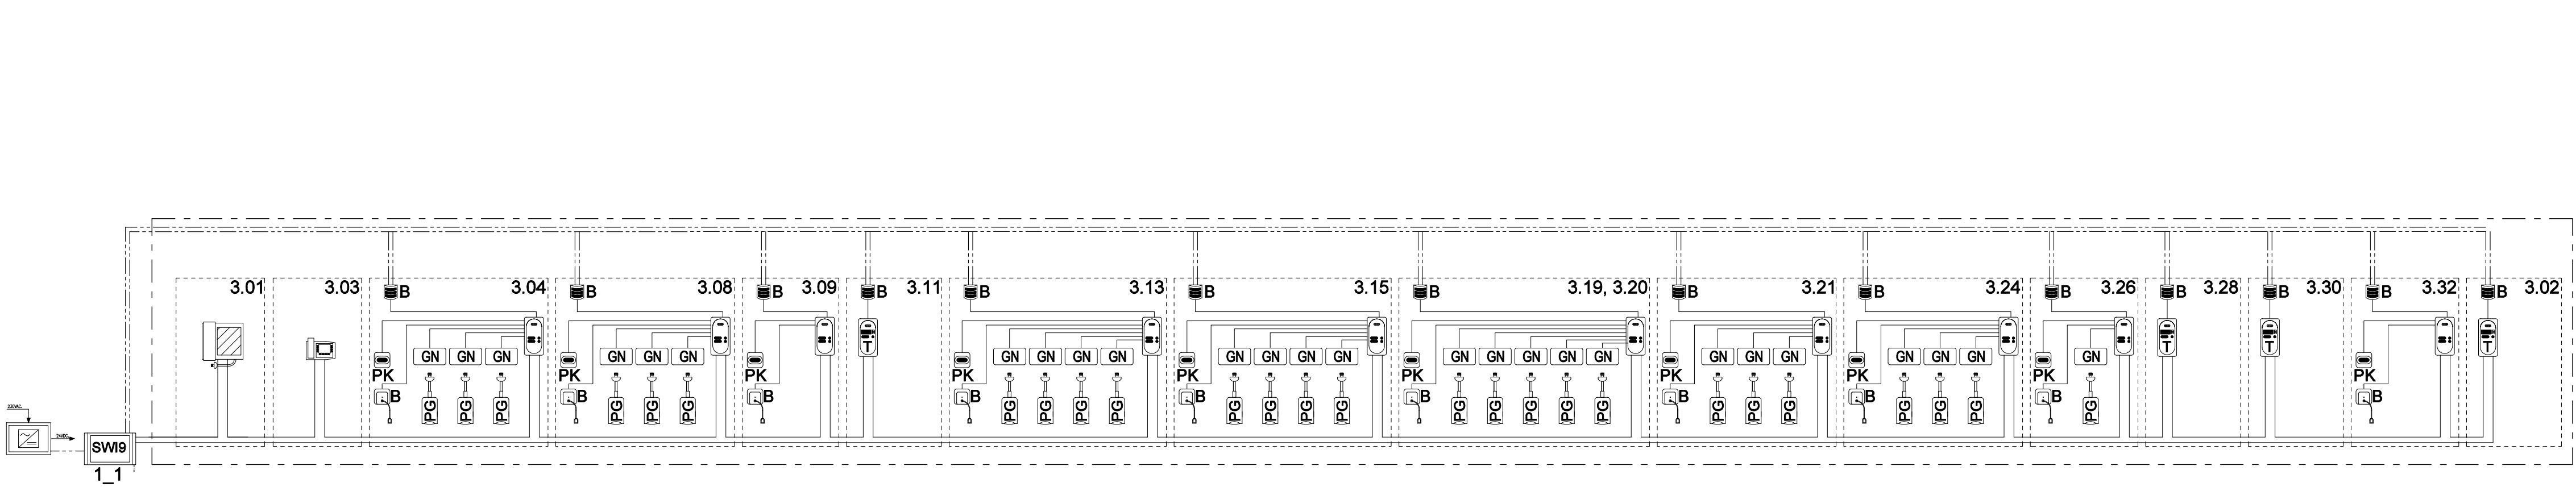 3.01 3.03 3.04 3.08 3.09 3.11 3.13 3.15 3.19, 3.20 3.21 3.24 3.26 3.28 3.30 3.32 3.02
B B B B B B B B B B B B B B
T T T T
GN GN GN GN GN GN GN GN GN GN GN GN GN GN GN GN GN GN GN GN GN GN GN GN GN GN
PK PK PK PK PK PK PK PK PK PK PK
B B B B B B B B B B B
PG PG PG PG PG PG PG PG PG PG PG PG PG PG PG PG PG PG PG PG PG PG PG PG PG PG
230VAC.
24VDC.
SWI9
1_1